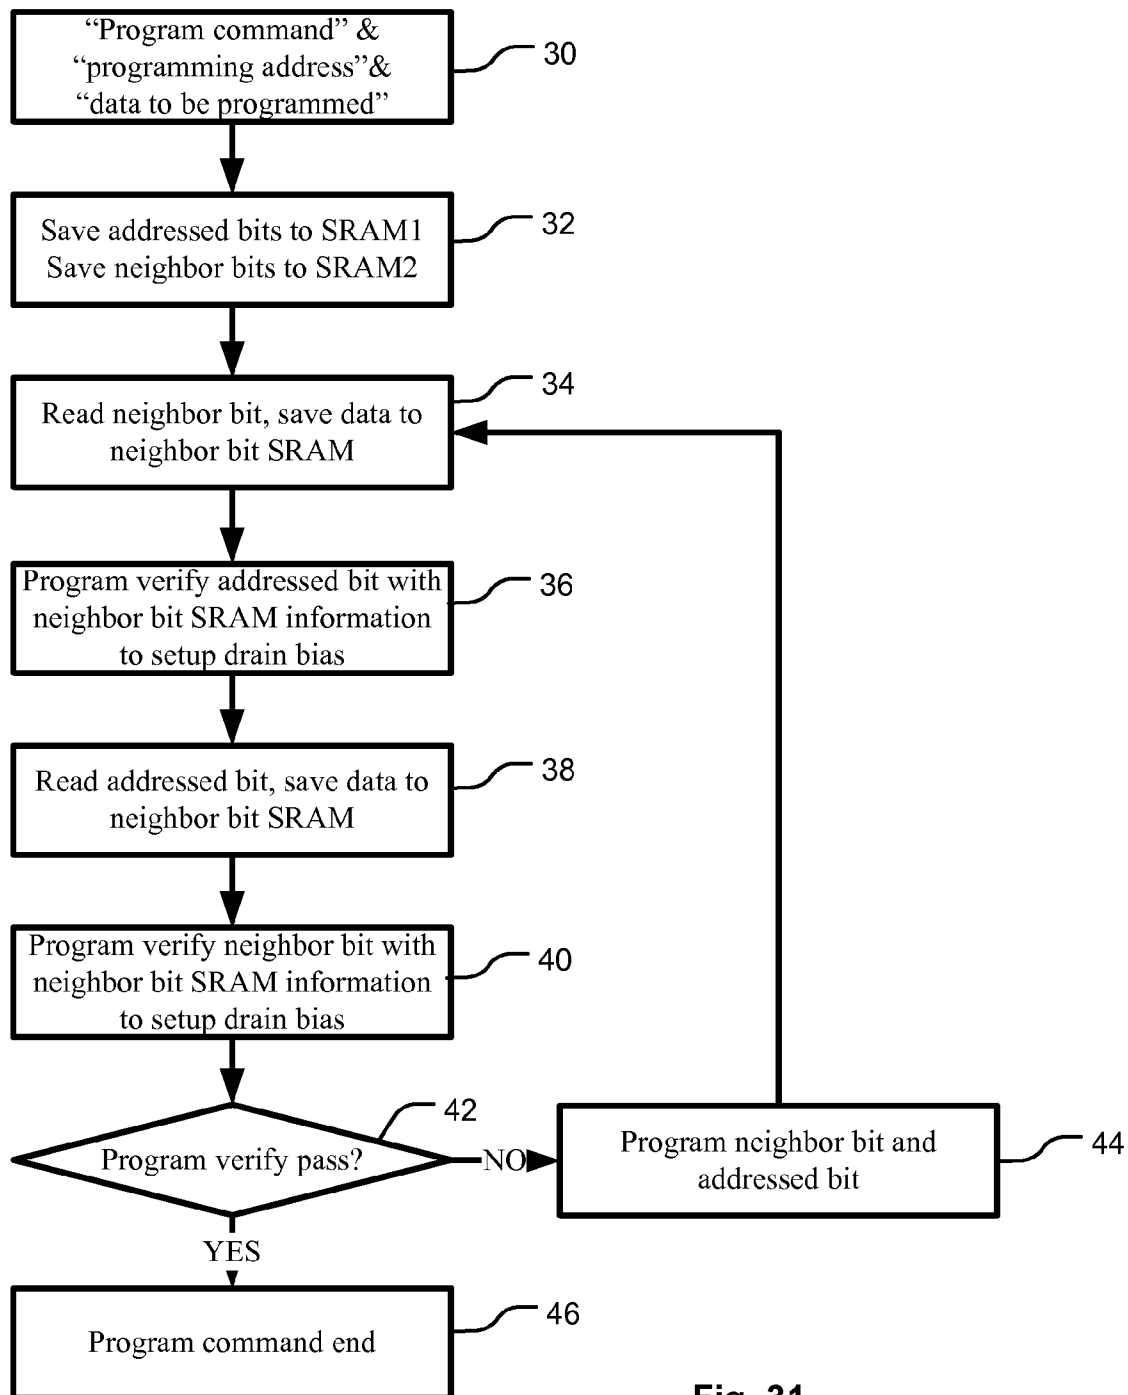 “Program command” &
“programming address”&
“data to be programmed”
30
Save addressed bits to SRAM1
Save neighbor bits to SRAM2
32
34
Read neighbor bit, save data to
neighbor bit SRAM
Program verify addressed bit with
neighbor bit SRAM information
to setup drain bias
36
Read addressed bit, save data to
neighbor bit SRAM
38
Program verify neighbor bit with
neighbor bit SRAM information
to setup drain bias
40
42
Program verify pass?
NO
Program neighbor bit and
addressed bit
44
YES
Program command end
46
Fig. 31